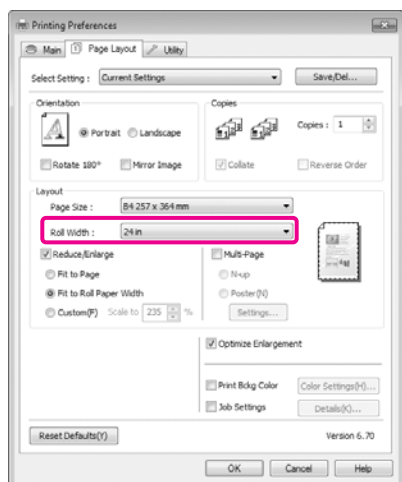 Printing Preferences
Main Page Layout Utility
Select Setting : Current Settings Save/Del...
Orientation
Portrait Landscape
Rotate 180° Mirror Image
Copies
Copies : 1
Collate Reverse Order
Layout
Page Size : B4 257 x 364 mm
Roll Width : 24 in
Reduce/Enlarge
Fit to Page
Fit to Roll Paper Width
Custom(F) Scale to 235 %
Multi-Page
N-up
Poster(N)
Settings...
Optimize Enlargement
Print Bckg Color Color Settings(H)...
Job Settings Details(K)...
Reset Defaults(Y) Version 6.70
OK Cancel Help